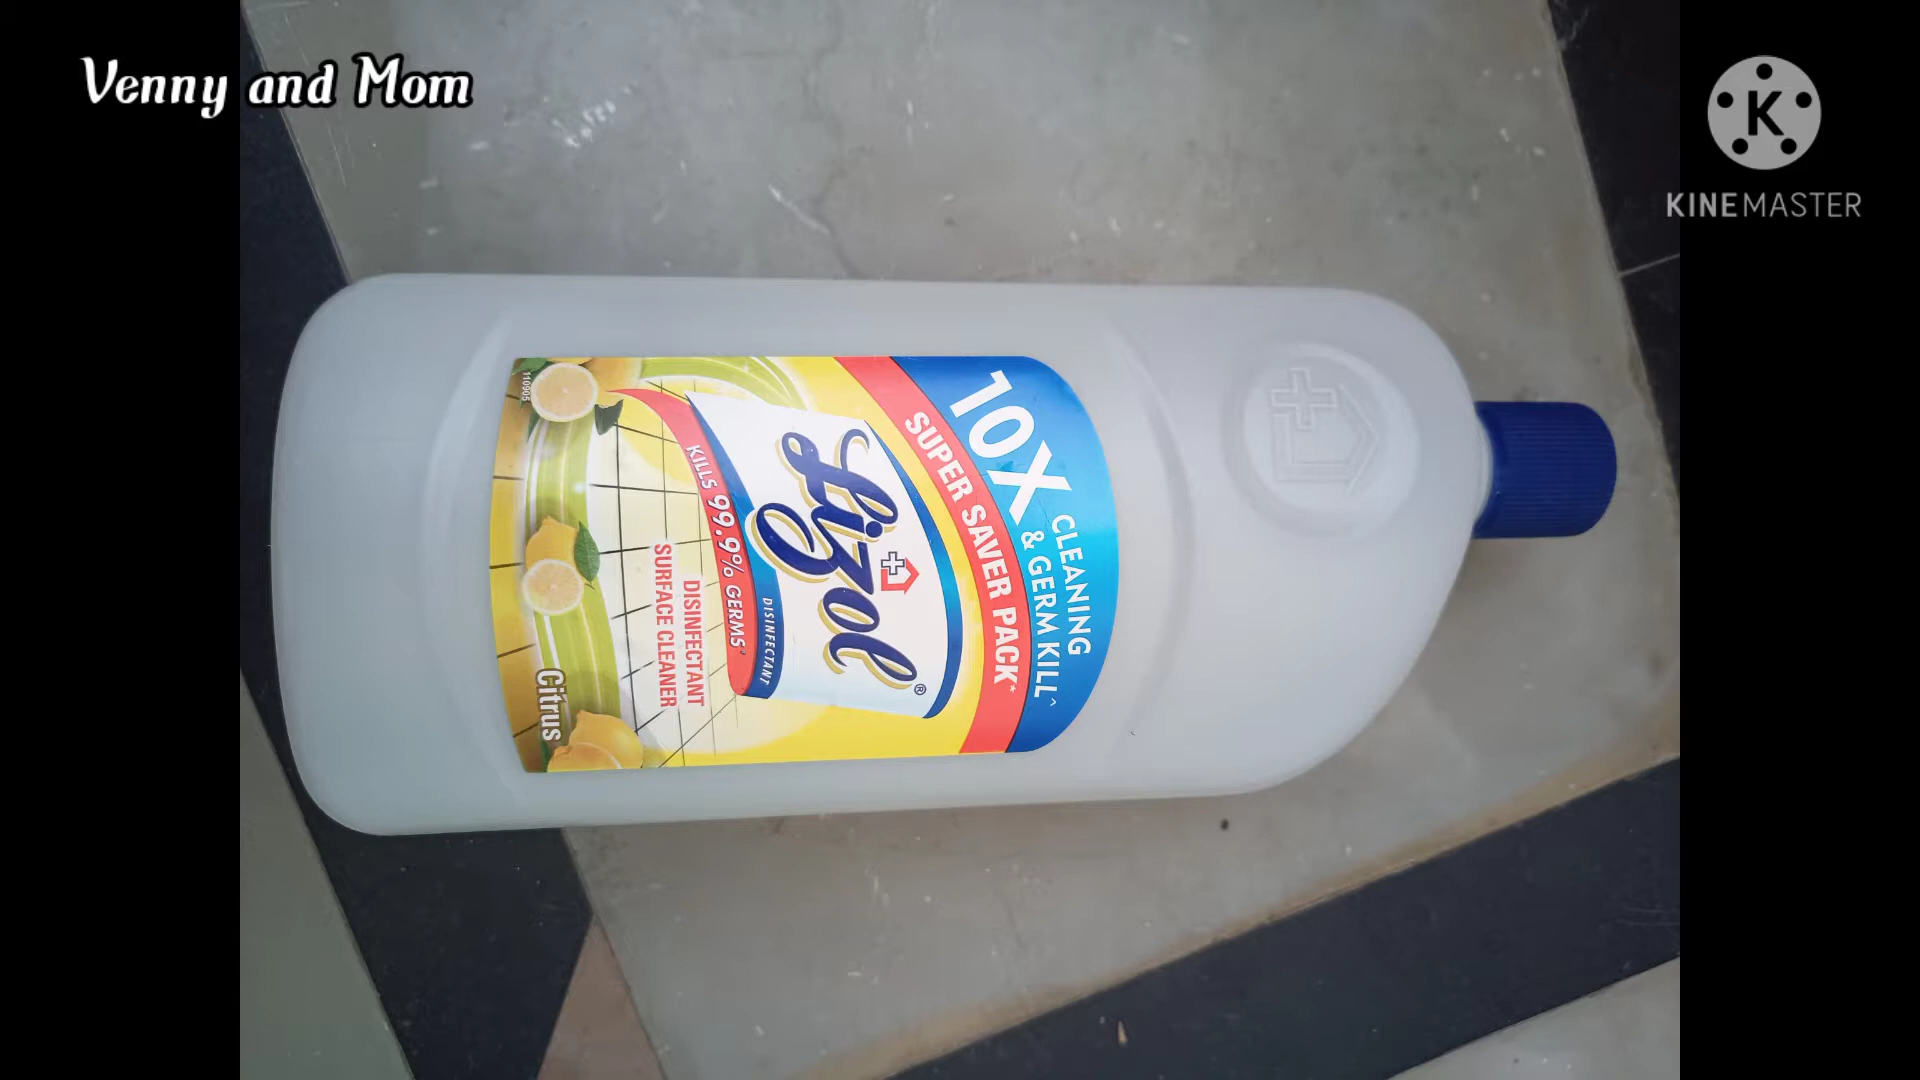 Venny and Mom
K
KINEMASTER
10X
CLEANING
& GERM KILL^
SUPER SAVER PACK*
Lizol®
DISINFECTANT
KILLS 99.9% GERMS*
DISINFECTANT
SURFACE CLEANER
Citrus
110905